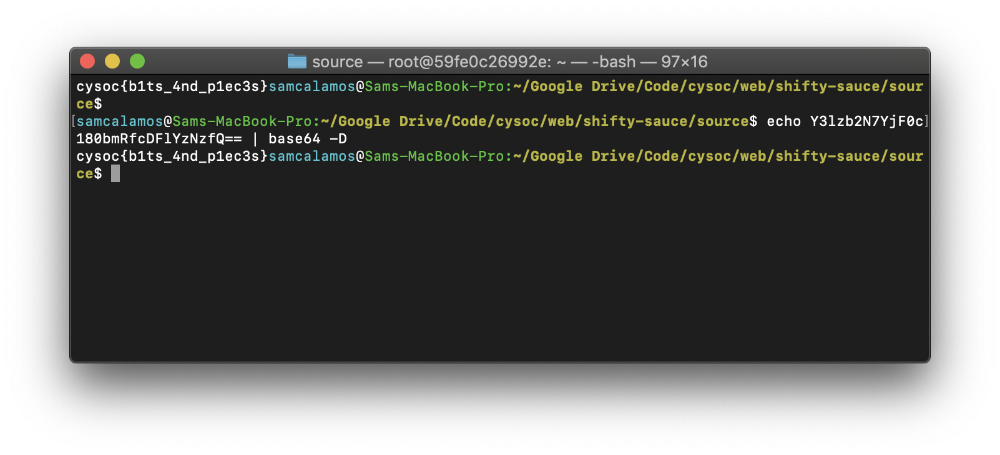 source — root@59fe0c26992e: ~ — -bash — 97×16
cysoc{b1ts_4nd_p1ec3s}samcalamos@Sams-MacBook-Pro:~/Google Drive/Code/cysoc/web/shifty-sauce/sour
ce$
[samcalamos@Sams-MacBook-Pro:~/Google Drive/Code/cysoc/web/shifty-sauce/source$ echo Y3lzb2N7YjF0c]
180bmRfcDFlYzNzfQ== | base64 -D
cysoc{b1ts_4nd_p1ec3s}samcalamos@Sams-MacBook-Pro:~/Google Drive/Code/cysoc/web/shifty-sauce/sour
ce$